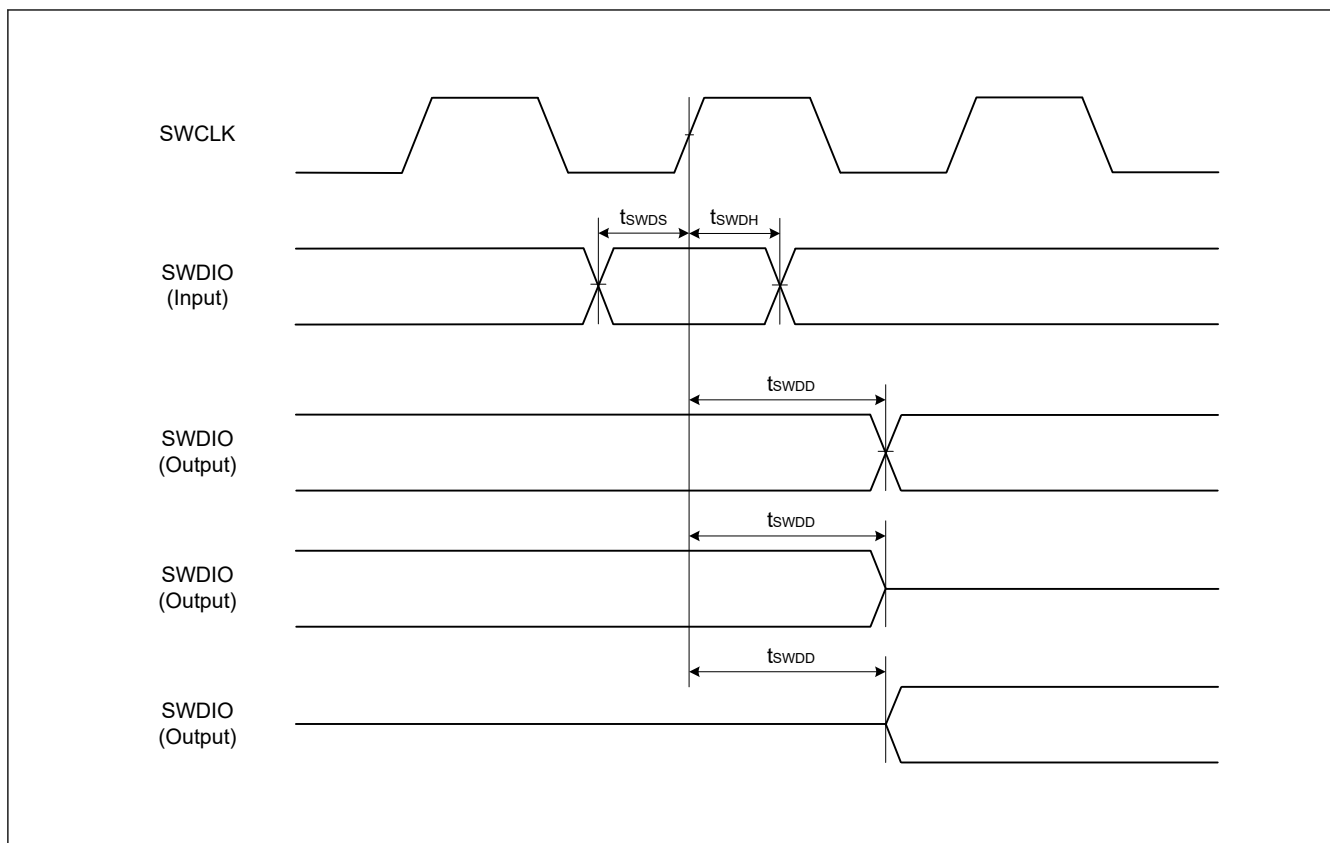 SWCLK
tSWDS
tSWDH
SWDIO
(Input)
tSWDD
SWDIO
(Output)
tSWDD
SWDIO
(Output)
tSWDD
SWDIO
(Output)